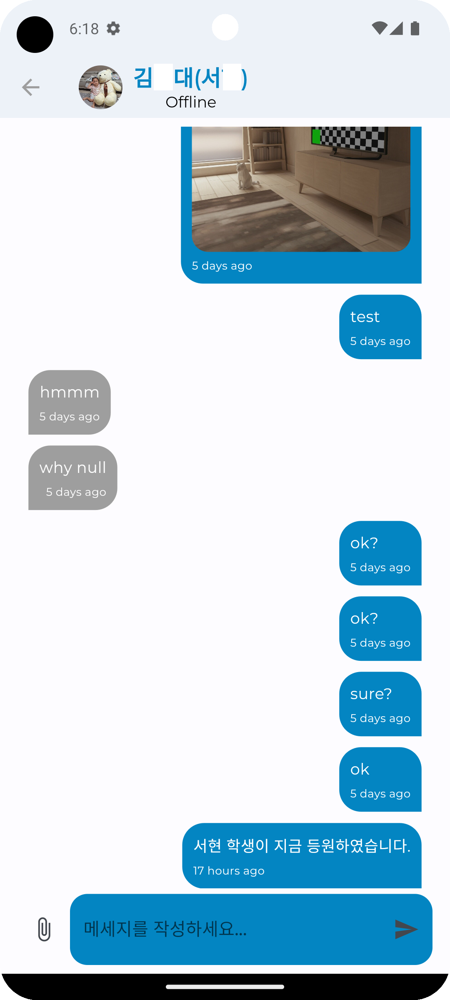 6:18
김 대(서 )
Offline
5 days ago
test
5 days ago
hmmm
5 days ago
why null
5 days ago
ok?
5 days ago
ok?
5 days ago
sure?
5 days ago
ok
5 days ago
서현 학생이 지금 등원하였습니다.
17 hours ago
메세지를 작성하세요...